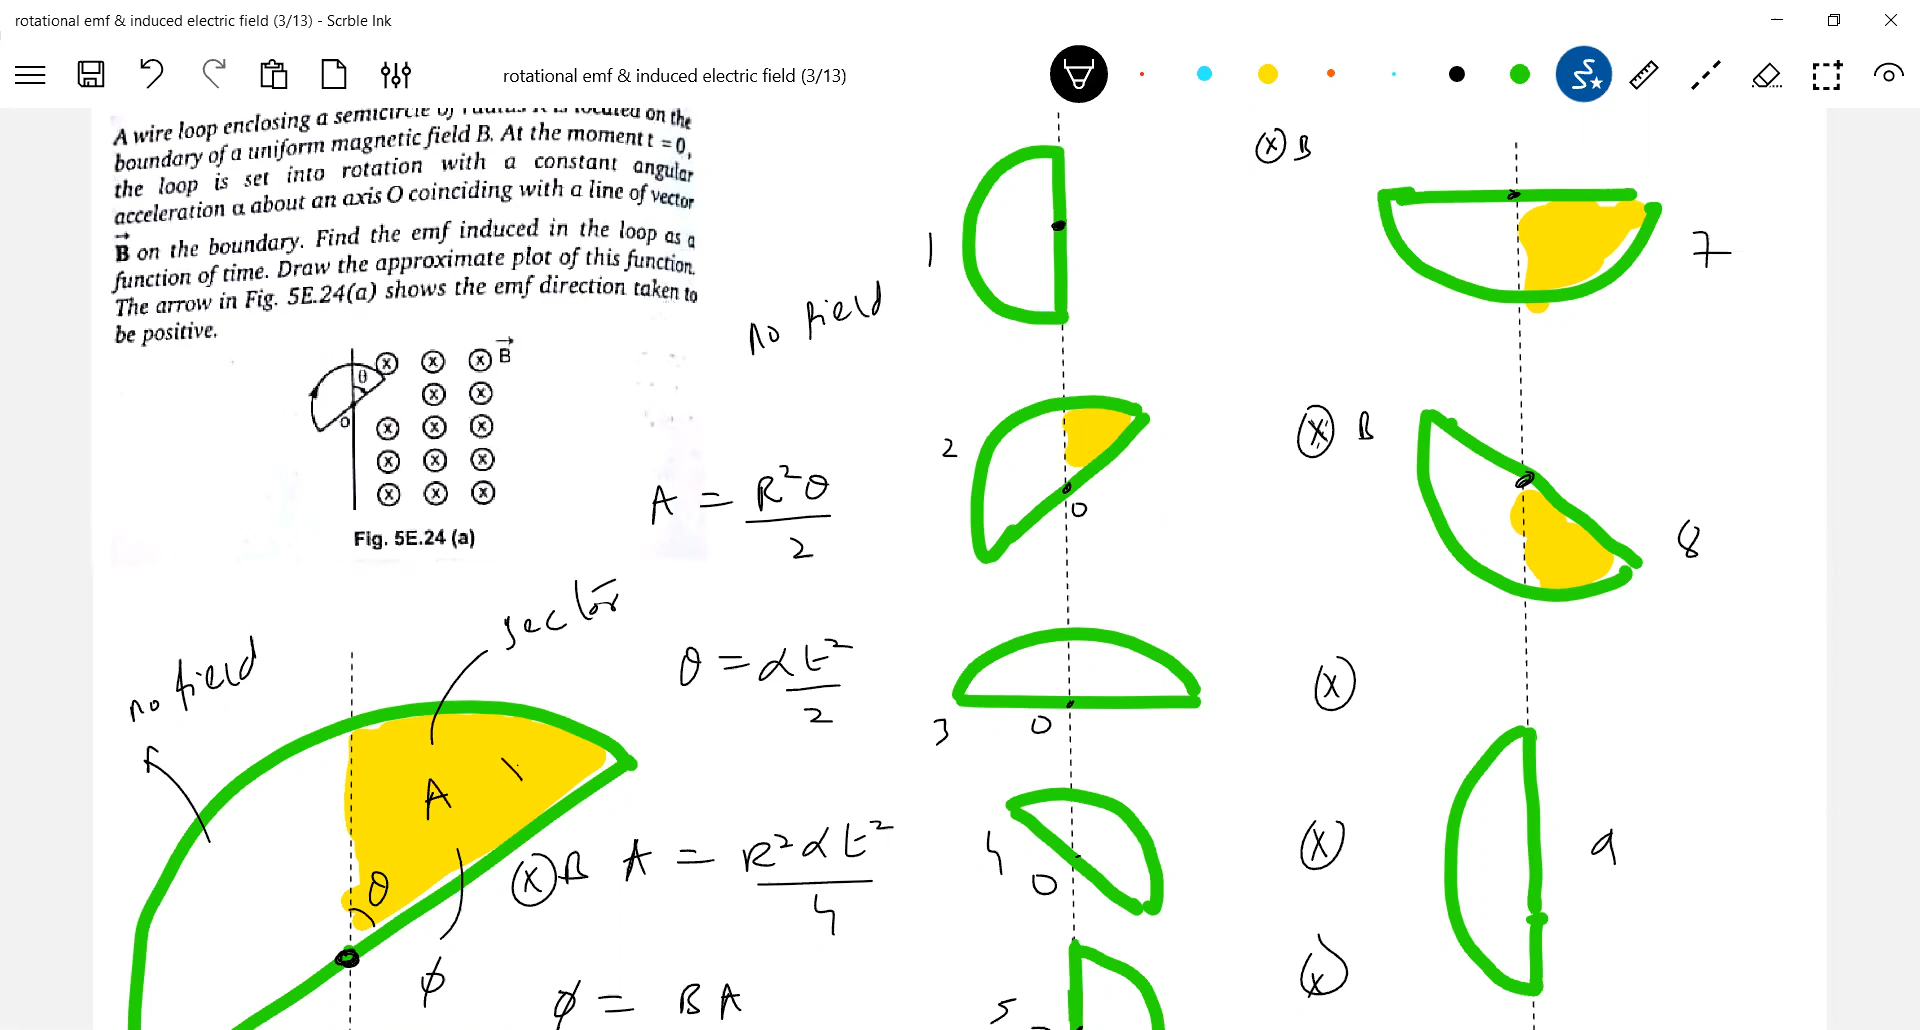 rotational emf & induced electric field (3/13) - Scrble Ink
rotational emf & induced electric field (3/13)
A wire loop enclosing a semicircle of radius R is located on the
boundary of a uniform magnetic field B. At the moment t = 0,
the loop is set into rotation with a constant angular
acceleration α about an axis O coinciding with a line of vector
B⃗ on the boundary. Find the emf induced in the loop as a
function of time. Draw the approximate plot of this function.
The arrow in Fig. 5E.24(a) shows the emf direction taken to
be positive.
B⃗
θ
O
Fig. 5E.24 (a)
no field
sector
A
θ
ϕ
no field
A = R²θ / 2
θ = αt² / 2
ⓧB A = R²αt² / 4
ϕ = BA
1
2
O
3 O
4
O
5
ⓧ B
ⓧ B
ⓧ
ⓧ
ⓧ
7
8
9